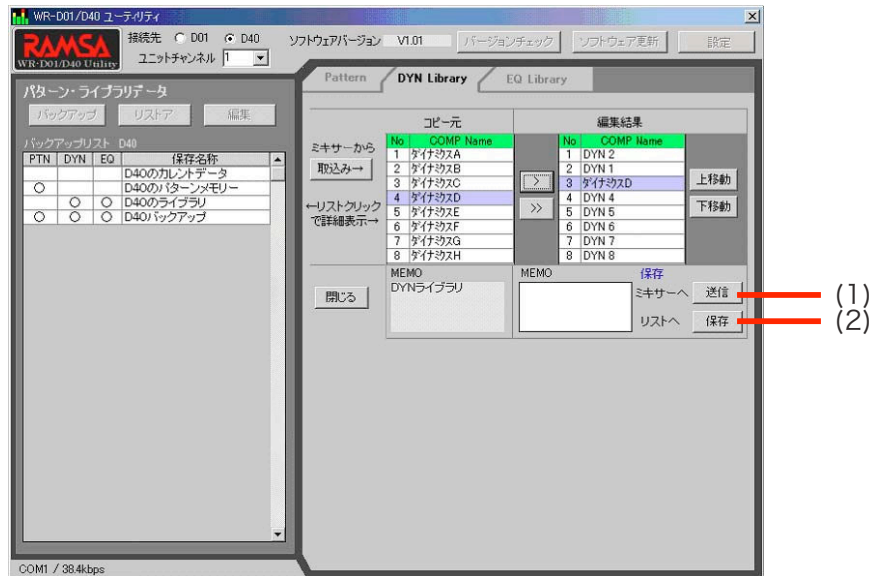 WR-D01/D40 ユーティリティ
RAMSA
WR-D01/D40 Utility
接続先 D01 D40
ユニットチャンネル 1
ソフトウェアバージョン V1.01 バージョンチェック ソフトウェア更新 設定
パターン・ライブラリデータ
バックアップ リストア 編集
バックアップリスト D40
PTN DYN EQ 保存名称
D40のカレントデータ
○ D40のパターンメモリー
○ ○ D40のライブラリ
○ ○ ○ D40バックアップ
Pattern DYN Library EQ Library
コピー元
No COMP Name
1 ダイナミクスA
2 ダイナミクスB
3 ダイナミクスC
4 ダイナミクスD
5 ダイナミクスE
6 ダイナミクスF
7 ダイナミクスG
8 ダイナミクスH
ミキサーから
取込み→
←リストクリック
で詳細表示→
>
>>
編集結果
No COMP Name
1 DYN 2
2 DYN 1
3 ダイナミクスD
4 DYN 4
5 DYN 5
6 DYN 6
7 DYN 7
8 DYN 8
上移動
下移動
閉じる
MEMO
DYNライブラリ
MEMO
保存
ミキサーへ 送信
リストへ 保存
(1)
(2)
COM1 / 38.4kbps